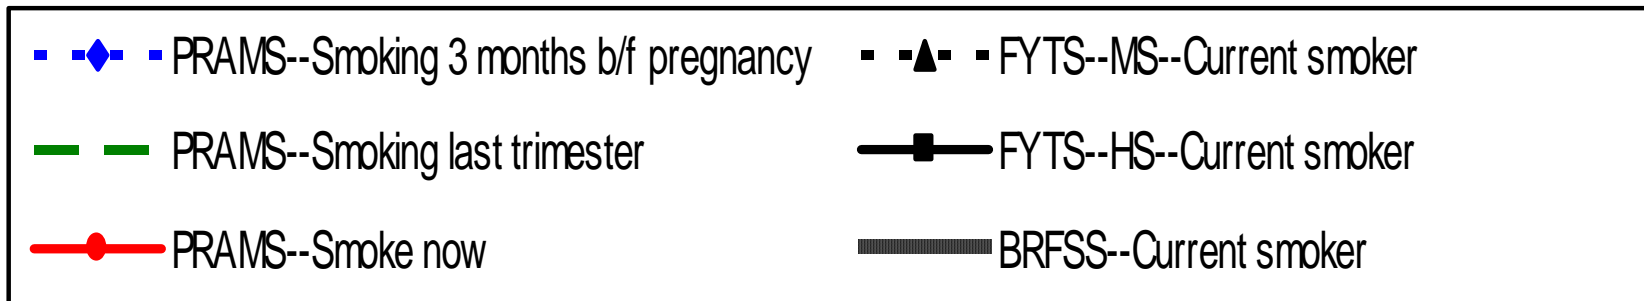 PRAMS--Smoking 3 months b/f pregnancy
FYTS--MS--Current smoker
PRAMS--Smoking last trimester
FYTS--HS--Current smoker
PRAMS--Smoke now
BRFSS--Current smoker